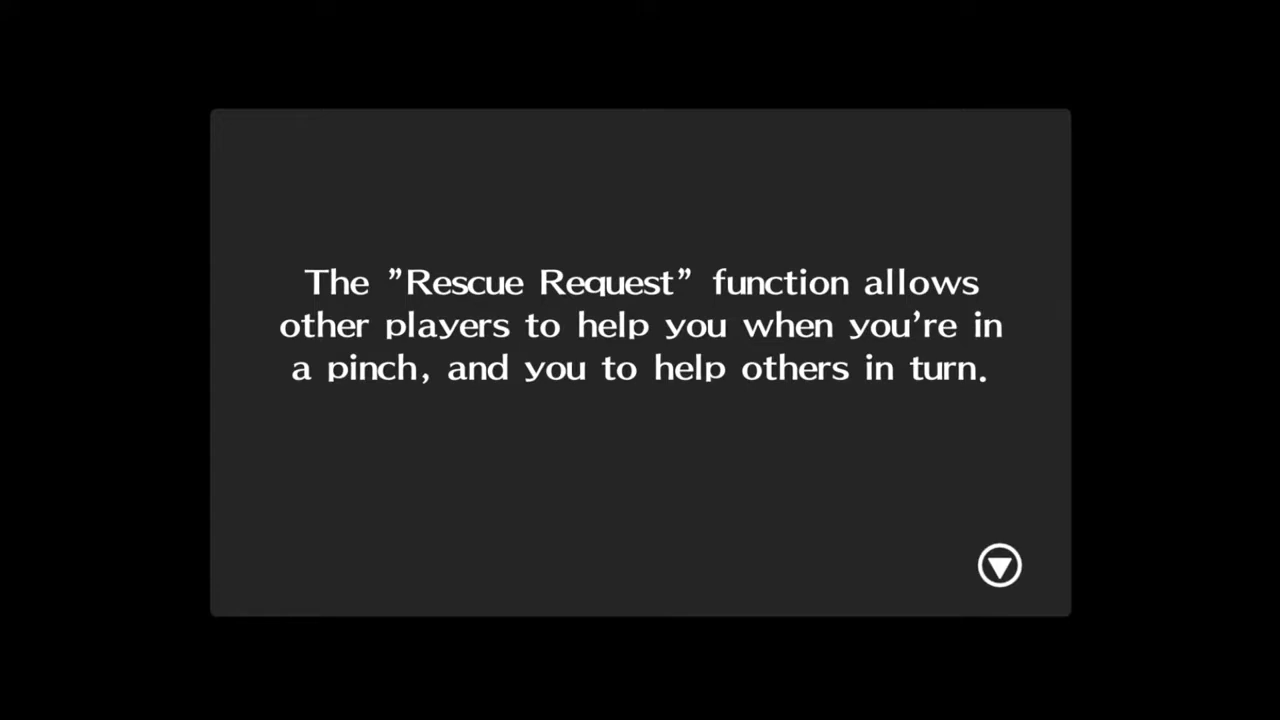 The ”Rescue Request” function allows
other players to help you when you’re in
a pinch, and you to help others in turn.